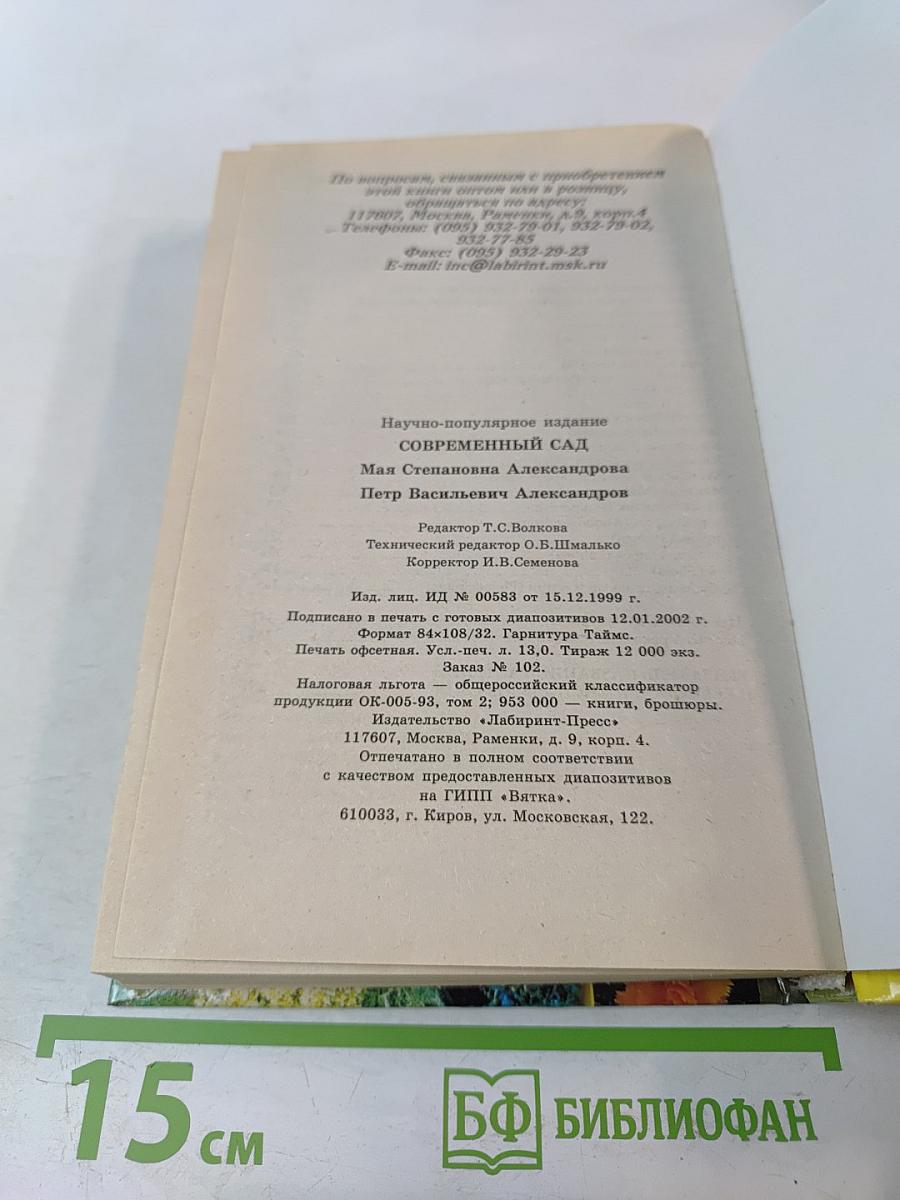 По вопросам, связанным с приобретением
этой книги оптом или в розницу,
обращаться по адресу:
117607, Москва, Раменки, д.9, корп.4
Телефоны: (095) 932-79-01, 932-79-02,
932-77-85
Факс: (095) 932-29-23
E-mail: inc@labirint.msk.ru
Научно-популярное издание
СОВРЕМЕННЫЙ САД
Мая Степановна Александрова
Петр Васильевич Александров
Редактор Т.С.Волкова
Технический редактор О.Б.Шмалько
Корректор И.В.Семенова
Изд. лиц. ИД № 00583 от 15.12.1999 г.
Подписано в печать с готовых диапозитивов 12.01.2002 г.
Формат 84×108/32. Гарнитура Таймс.
Печать офсетная. Усл.-печ. л. 13,0. Тираж 12 000 экз.
Заказ № 102.
Налоговая льгота — общероссийский классификатор
продукции ОК-005-93, том 2; 953 000 — книги, брошюры.
Издательство «Лабиринт-Пресс»
117607, Москва, Раменки, д. 9, корп. 4.
Отпечатано в полном соответствии
с качеством предоставленных диапозитивов
на ГИПП «Вятка».
610033, г. Киров, ул. Московская, 122.
15 см
БФ БИБЛИОФАН